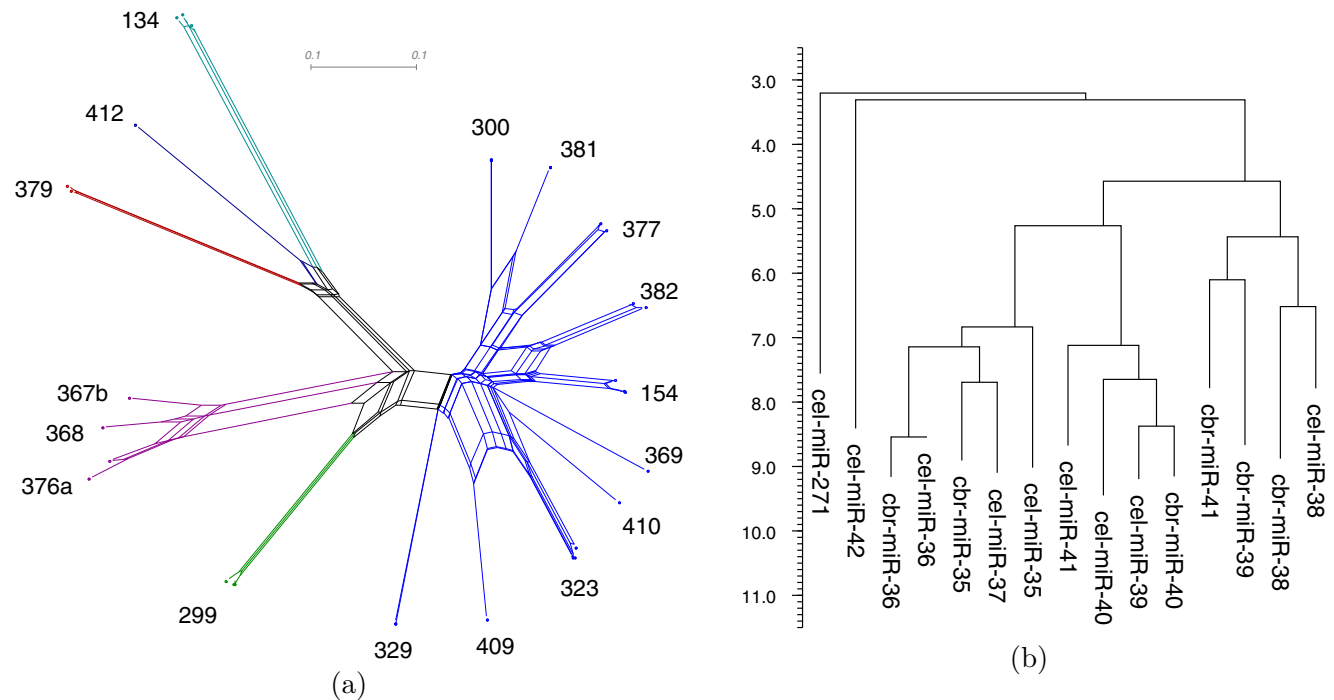 134
0.1 0.1
412
379
300
381
377
382
154
369
410
323
409
329
299
367b
368
376a
(a)
3.0
4.0
5.0
6.0
7.0
8.0
9.0
10.0
11.0
cel-miR-271
cel-miR-42
cbr-miR-36
cel-miR-36
cbr-miR-35
cel-miR-37
cel-miR-35
cel-miR-41
cel-miR-40
cel-miR-39
cbr-miR-40
cbr-miR-41
cbr-miR-39
cbr-miR-38
cel-miR-38
(b)